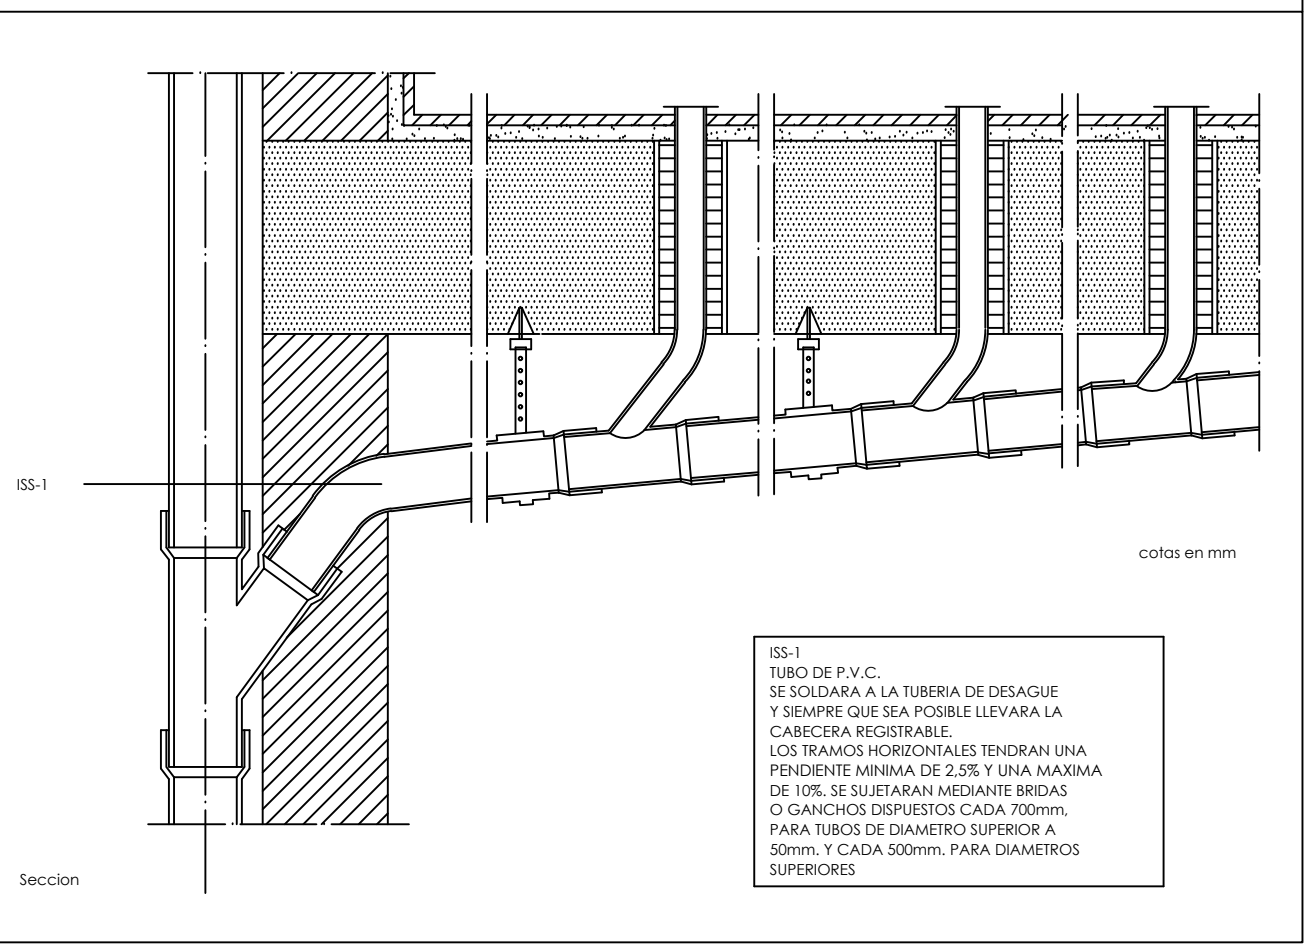 ISS-1
cotas en mm
ISS-1
TUBO DE P.V.C.
SE SOLDARA A LA TUBERIA DE DESAGUE
Y SIEMPRE QUE SEA POSIBLE LLEVARA LA
CABECERA REGISTRABLE.
LOS TRAMOS HORIZONTALES TENDRAN UNA
PENDIENTE MINIMA DE 2,5% Y UNA MAXIMA
DE 10%. SE SUJETARAN MEDIANTE BRIDAS
O GANCHOS DISPUESTOS CADA 700mm,
PARA TUBOS DE DIAMETRO SUPERIOR A
50mm. Y CADA 500mm. PARA DIAMETROS
SUPERIORES
Seccion